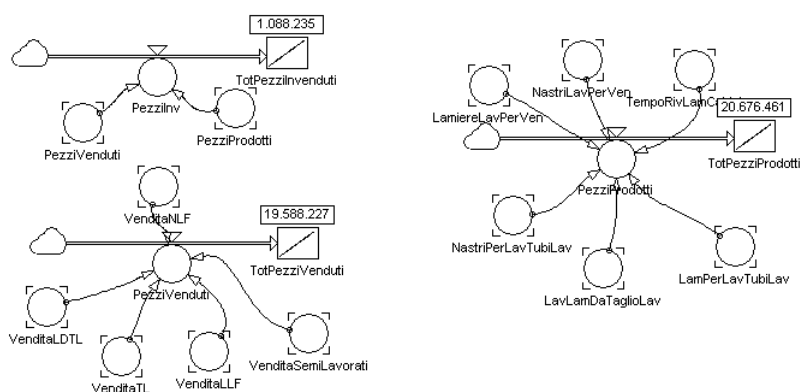 1.088.235
TotPezziInvenduti
PezziInv
PezziVenduti
PezziProdotti
VenditaNLF
19.588.227
TotPezziVenduti
PezziVenduti
VenditaLDTL
VenditaTL
VenditaLLF
VenditaSemiLavorati
NastriLavPerVen
LamiereLavPerVen
20.676.461
TotPezziProdotti
PezziProdotti
NastriPerLavTubiLav
LavLamDaTaglioLav
LamPerLavTubiLav